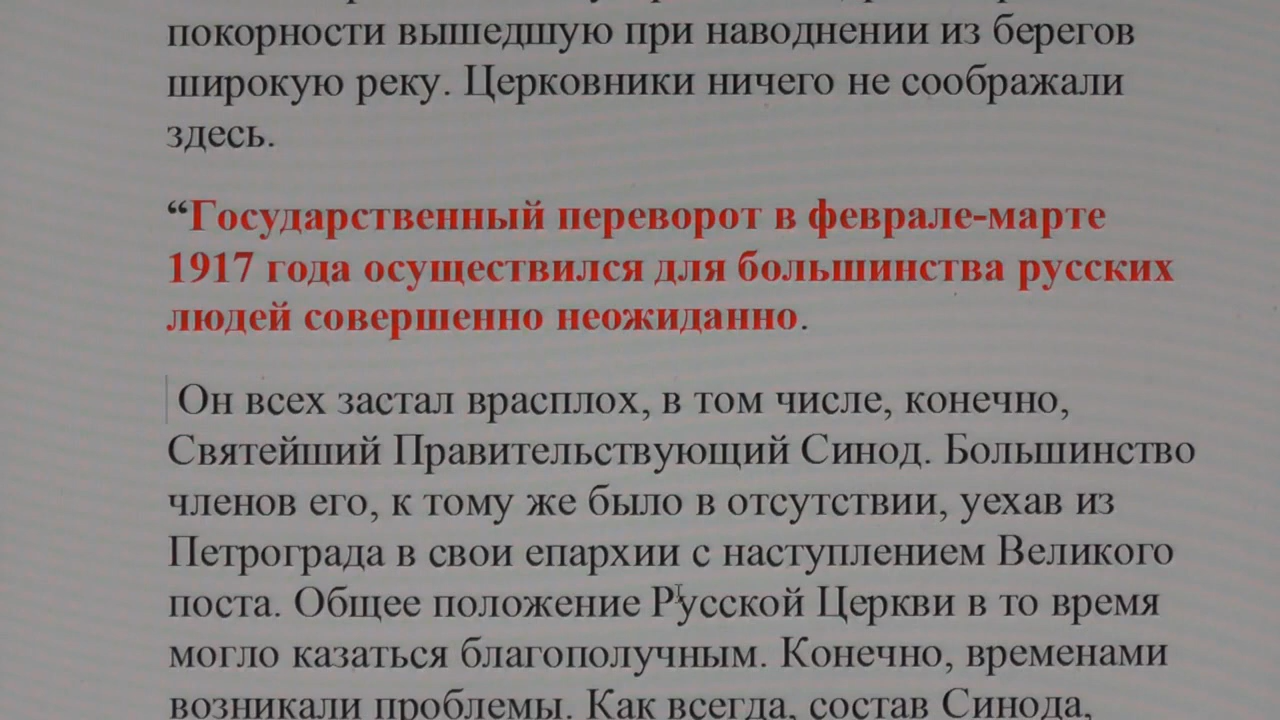 покорности вышедшую при наводнении из берегов
широкую реку. Церковники ничего не соображали
здесь.
“Государственный переворот в феврале-марте
1917 года осуществился для большинства русских
людей совершенно неожиданно.
Он всех застал врасплох, в том числе, конечно,
Святейший Правительствующий Синод. Большинство
членов его, к тому же было в отсутствии, уехав из
Петрограда в свои епархии с наступлением Великого
поста. Общее положение Русской Церкви в то время
могло казаться благополучным. Конечно, временами
возникали проблемы. Как всегда, состав Синода,